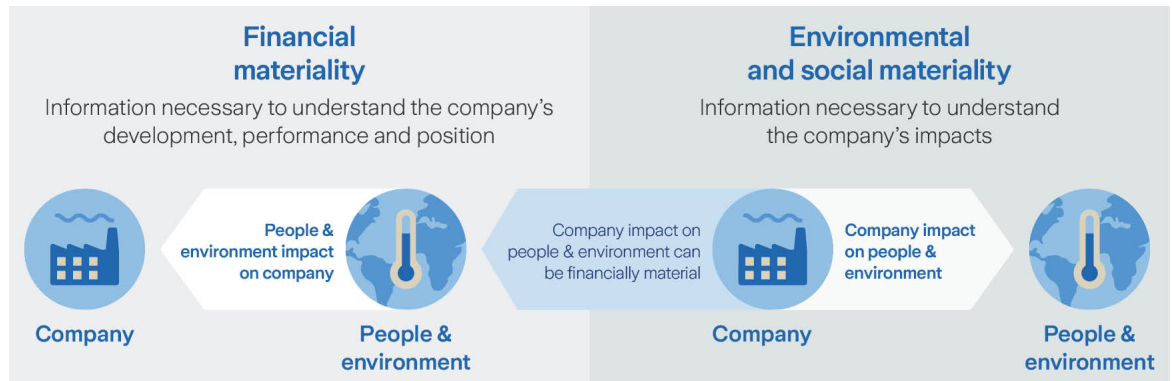 Financial
materiality
Information necessary to understand the company’s
development, performance and position
Environmental
and social materiality
Information necessary to understand
the company’s impacts
People &
environment impact
on company
Company impact on
people & environment can
be financially material
Company impact
on people &
environment
Company
People &
environment
Company
People &
environment